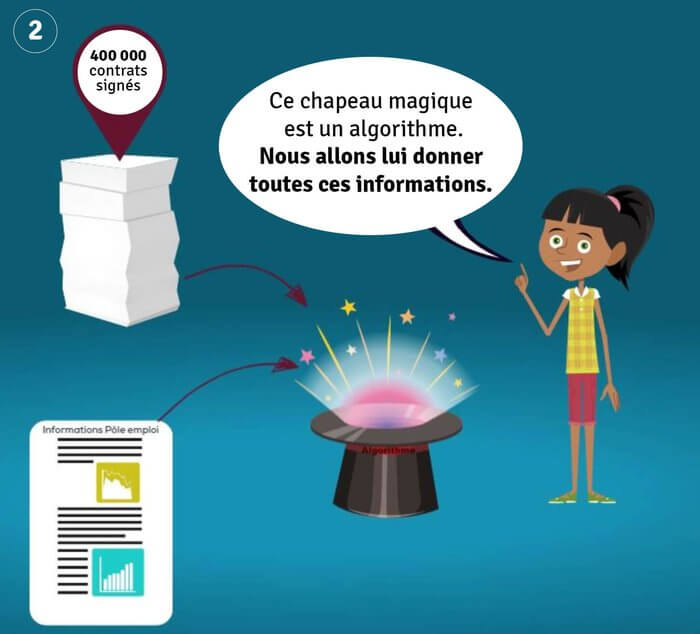 2
400 000
contrats
signés
Ce chapeau magique
est un algorithme.
Nous allons lui donner
toutes ces informations.
Informations Pôle emploi
Algorithme